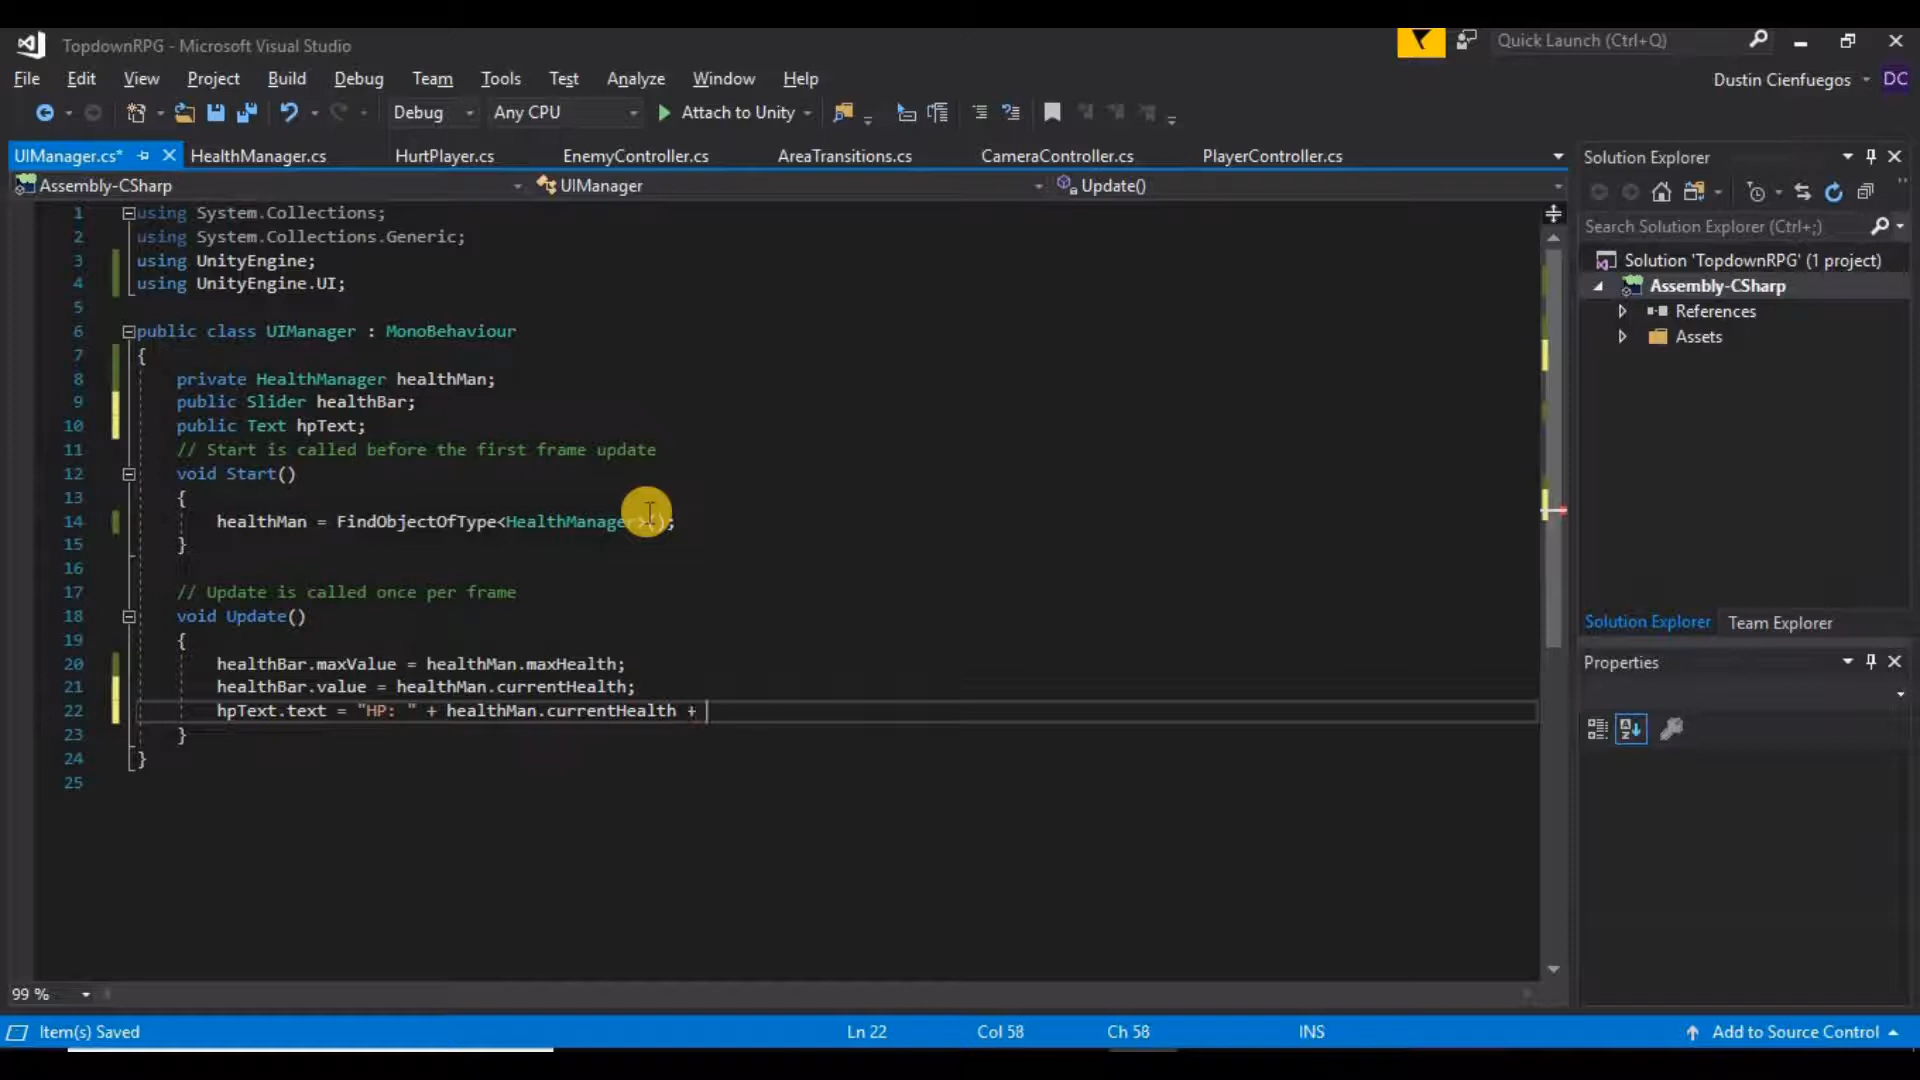 TopdownRPG - Microsoft Visual Studio
Quick Launch (Ctrl+Q)
File Edit View Project Build Debug Team Tools Test Analyze Window Help
Dustin Cienfuegos DC
Debug Any CPU Attach to Unity
UIManager.cs* HealthManager.cs HurtPlayer.cs EnemyController.cs AreaTransitions.cs CameraController.cs PlayerController.cs
Assembly-CSharp UIManager Update()
1 using System.Collections;
2 using System.Collections.Generic;
3 using UnityEngine;
4 using UnityEngine.UI;
5
6 public class UIManager : MonoBehaviour
7 {
8 private HealthManager healthMan;
9 public Slider healthBar;
10 public Text hpText;
11 // Start is called before the first frame update
12 void Start()
13 {
14 healthMan = FindObjectOfType<HealthManager>();
15 }
16
17 // Update is called once per frame
18 void Update()
19 {
20 healthBar.maxValue = healthMan.maxHealth;
21 healthBar.value = healthMan.currentHealth;
22 hpText.text = "HP: " + healthMan.currentHealth +
23 }
24 }
25
99 %
Solution Explorer
Search Solution Explorer (Ctrl+;)
Solution 'TopdownRPG' (1 project)
Assembly-CSharp
References
Assets
Solution Explorer Team Explorer
Properties
Item(s) Saved Ln 22 Col 58 Ch 58 INS Add to Source Control